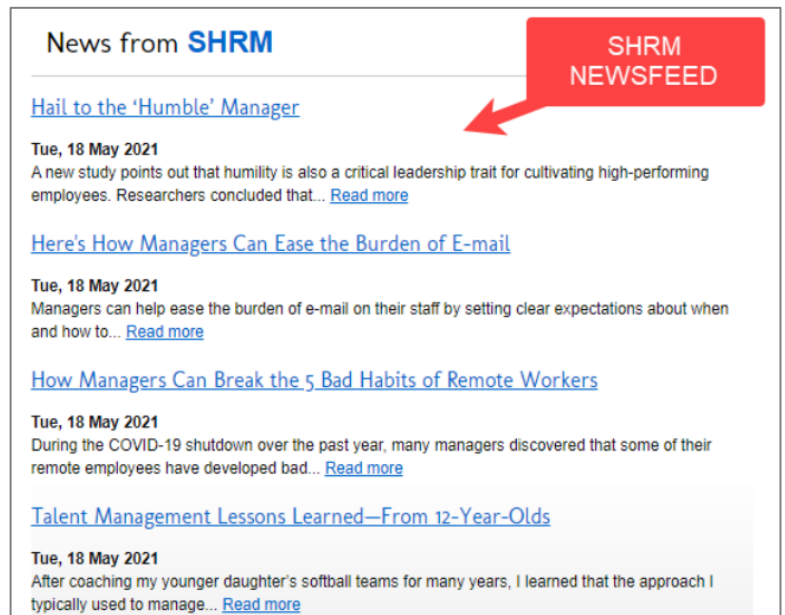 News from SHRM
SHRM
NEWSFEED
Hail to the ‘Humble’ Manager
Tue, 18 May 2021
A new study points out that humility is also a critical leadership trait for cultivating high-performing
employees. Researchers concluded that... Read more
Here's How Managers Can Ease the Burden of E-mail
Tue, 18 May 2021
Managers can help ease the burden of e-mail on their staff by setting clear expectations about when
and how to... Read more
How Managers Can Break the 5 Bad Habits of Remote Workers
Tue, 18 May 2021
During the COVID-19 shutdown over the past year, many managers discovered that some of their
remote employees have developed bad... Read more
Talent Management Lessons Learned—From 12-Year-Olds
Tue, 18 May 2021
After coaching my younger daughter’s softball teams for many years, I learned that the approach I
typically used to manage... Read more